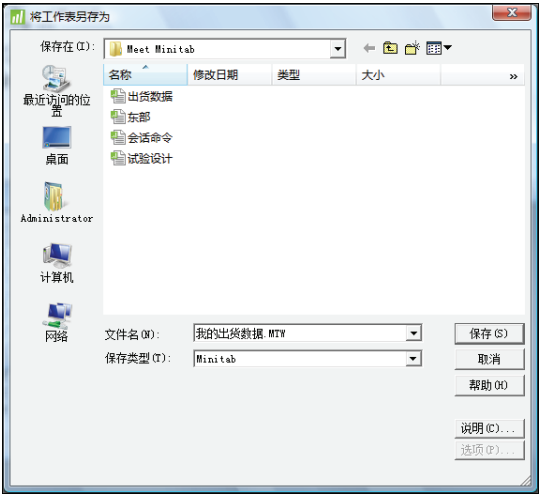 将工作表另存为
保存在(I): Meet Minitab
名称 修改日期 类型 大小 »
出货数据
东部
会话命令
试验设计
最近访问的位
置
桌面
Administrator
计算机
网络
文件名(N): 我的出货数据.MTW 保存(S)
保存类型(T): Minitab 取消
帮助(H)
说明(C)...
选项(P)...